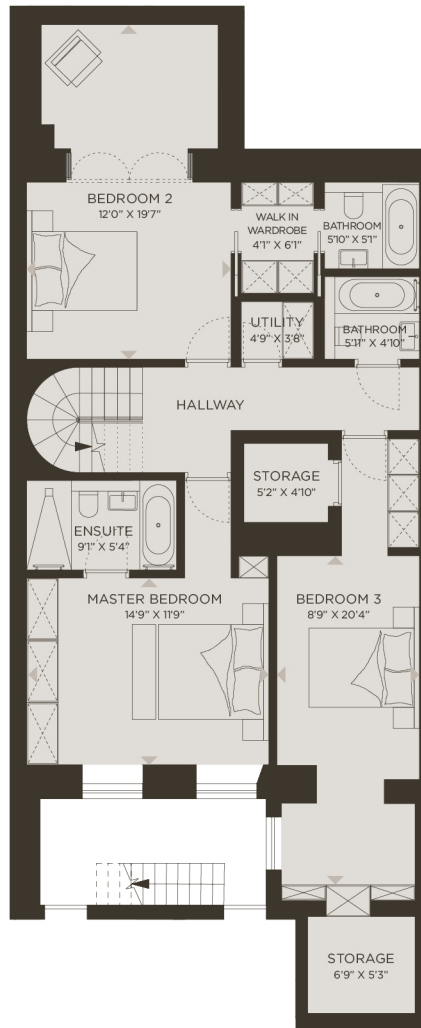 BEDROOM 2
12'0" X 19'7"
WALK IN
WARDROBE
4'1" X 6'1"
BATHROOM
5'10" X 5'1"
UTILITY
4'9" X 3'8"
BATHROOM
5'11" X 4'10"
HALLWAY
STORAGE
5'2" X 4'10"
ENSUITE
9'1" X 5'4"
MASTER BEDROOM
14'9" X 11'9"
BEDROOM 3
8'9" X 20'4"
STORAGE
6'9" X 5'3"